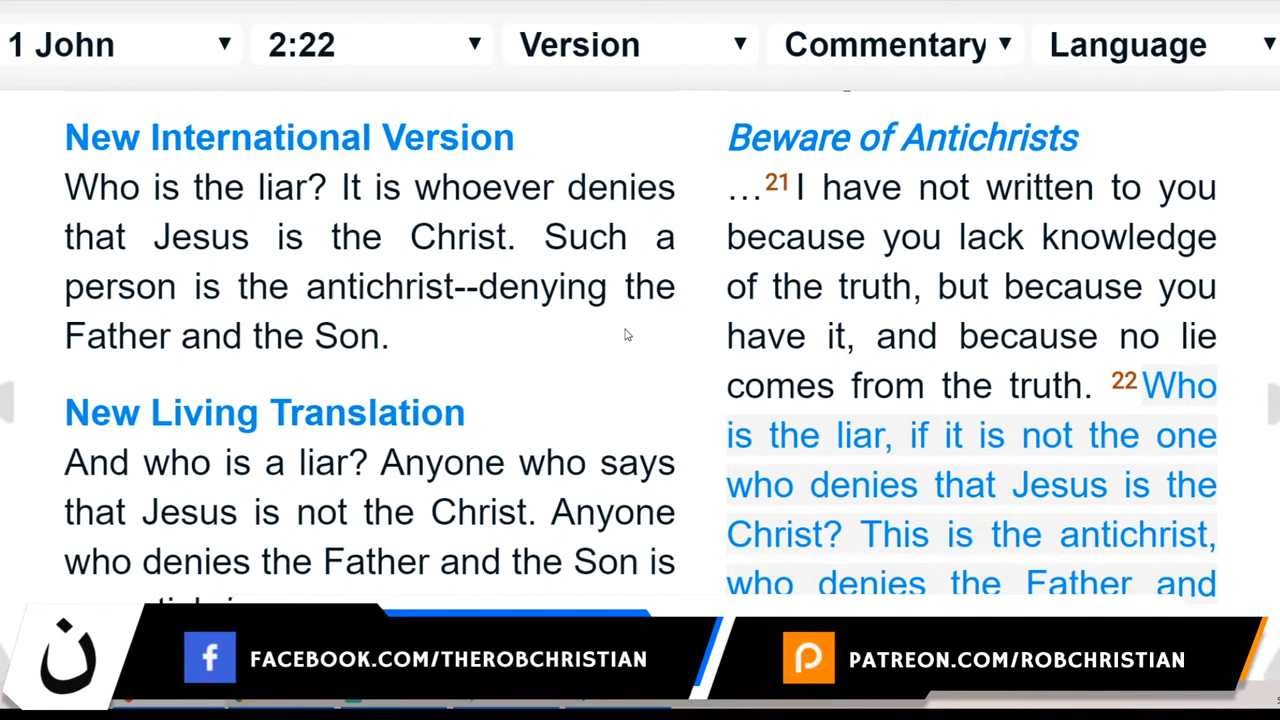 1 John ▼ 2:22 ▼ Version ▼ Commentary ▼ Language ▼
New International Version
Who is the liar? It is whoever denies
that Jesus is the Christ. Such a
person is the antichrist--denying the
Father and the Son.
New Living Translation
And who is a liar? Anyone who says
that Jesus is not the Christ. Anyone
who denies the Father and the Son is
Beware of Antichrists
…21 I have not written to you
because you lack knowledge
of the truth, but because you
have it, and because no lie
comes from the truth. 22 Who
is the liar, if it is not the one
who denies that Jesus is the
Christ? This is the antichrist,
who denies the Father and
ن
f FACEBOOK.COM/THEROBCHRISTIAN
PATREON.COM/ROBCHRISTIAN